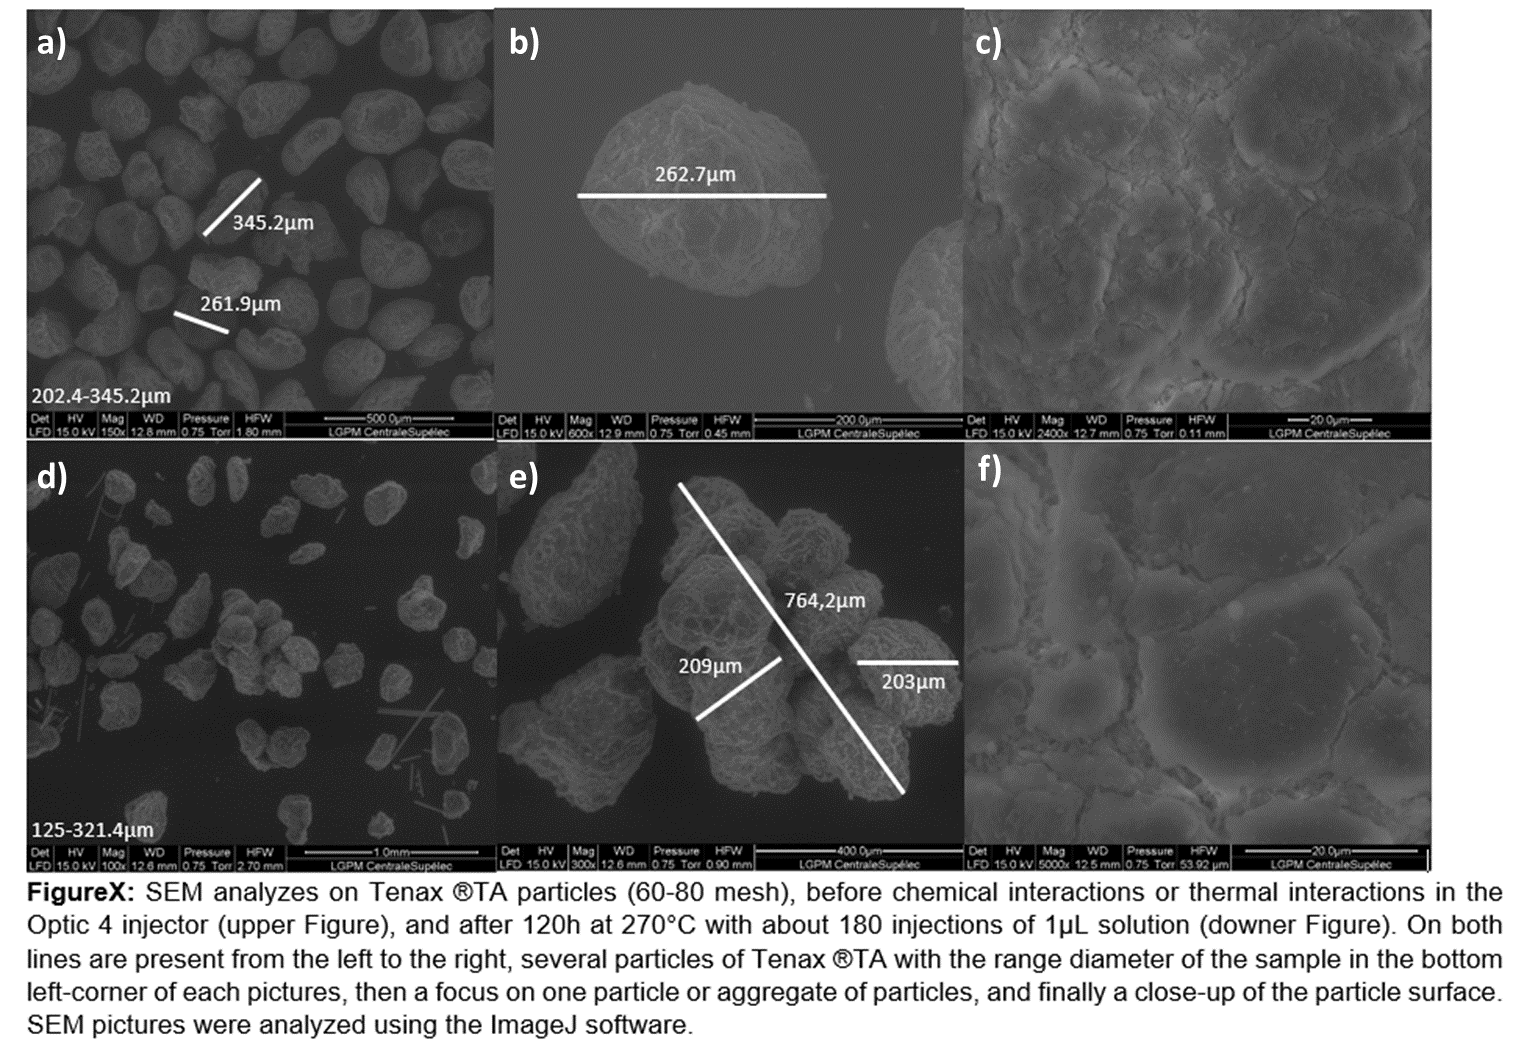 a)
345.2µm
261.9µm
202.4-345.2µm
Det HV Mag WD Pressure HFW 500.0µm
LFD 15.0 kV 150x 12.8 mm 0.75 Torr 1.80 mm LGPM CentraleSupélec
b)
262.7µm
Det HV Mag WD Pressure HFW 200.0µm
LFD 15.0 kV 600x 12.9 mm 0.75 Torr 0.45 mm LGPM CentraleSupélec
c)
Det HV Mag WD Pressure HFW 20.0µm
LFD 15.0 kV 2400x 12.7 mm 0.75 Torr 0.11 mm LGPM CentraleSupélec
d)
125-321.4µm
Det HV Mag WD Pressure HFW 1.0mm
LFD 15.0 kV 100x 12.6 mm 0.75 Torr 2.70 mm LGPM CentraleSupélec
e)
764,2µm
209µm
203µm
Det HV Mag WD Pressure HFW 400.0µm
LFD 15.0 kV 300x 12.6 mm 0.75 Torr 0.90 mm LGPM CentraleSupélec
f)
Det HV Mag WD Pressure HFW 20.0µm
LFD 15.0 kV 5000x 12.5 mm 0.75 Torr 53.92 µm LGPM CentraleSupélec
FigureX: SEM analyzes on Tenax ®TA particles (60-80 mesh), before chemical interactions or thermal interactions in the
Optic 4 injector (upper Figure), and after 120h at 270°C with about 180 injections of 1µL solution (downer Figure). On both
lines are present from the left to the right, several particles of Tenax ®TA with the range diameter of the sample in the bottom
left-corner of each pictures, then a focus on one particle or aggregate of particles, and finally a close-up of the particle surface.
SEM pictures were analyzed using the ImageJ software.